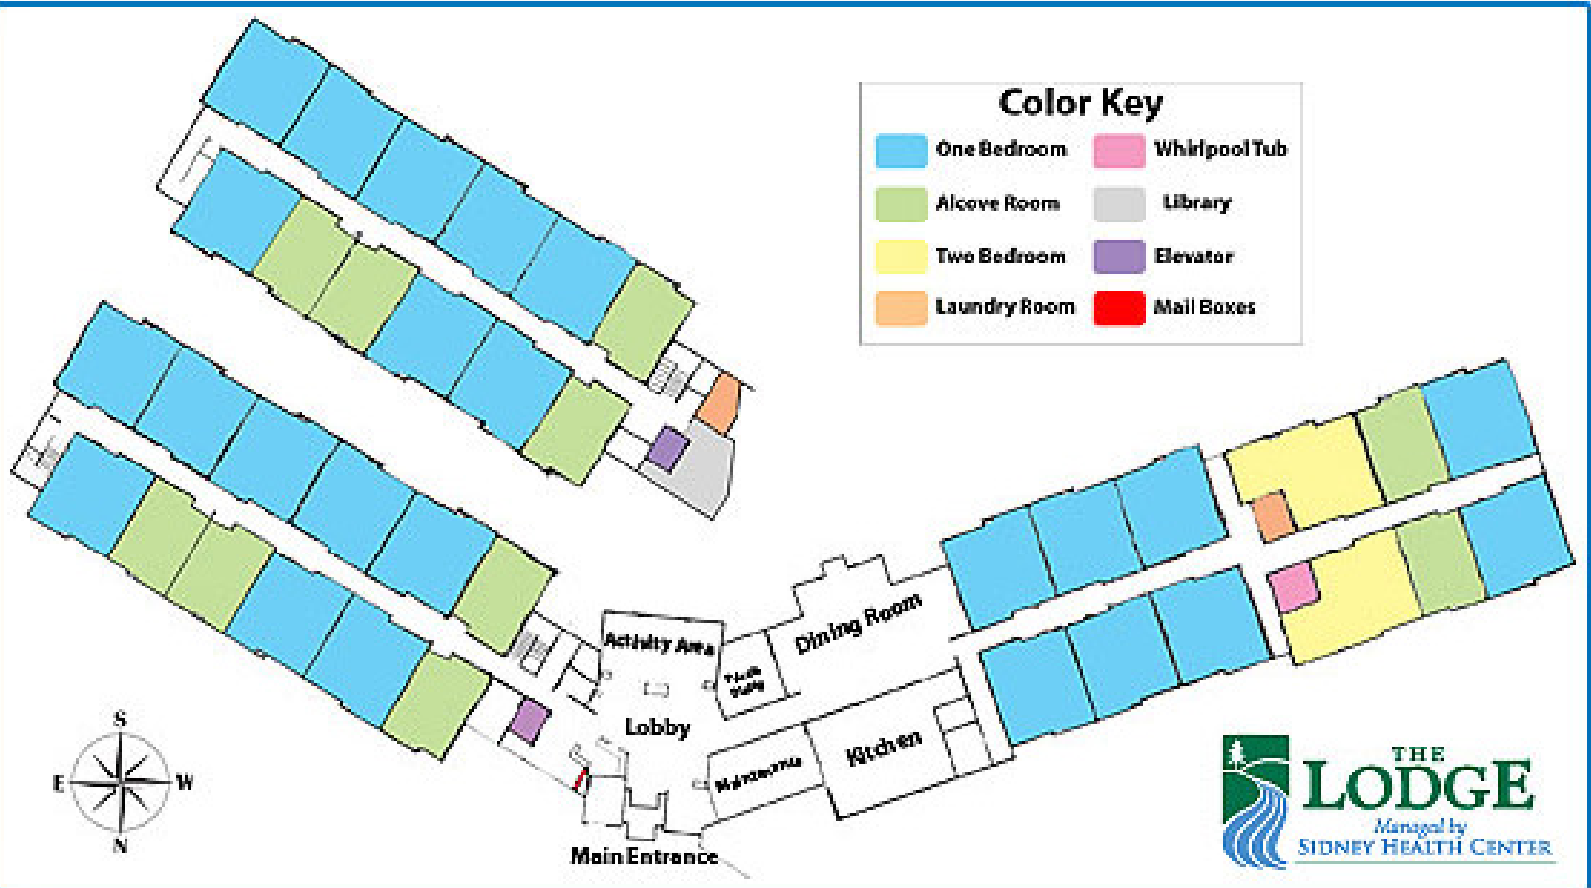 Color Key
One Bedroom
Whirlpool Tub
Alcove Room
Library
Two Bedroom
Elevator
Laundry Room
Mail Boxes
Activity Area
Dining Room
Lobby
Kitchen
Maintenance
Main Entrance
S
E
W
N
THE
LODGE
Managed by
SIDNEY HEALTH CENTER